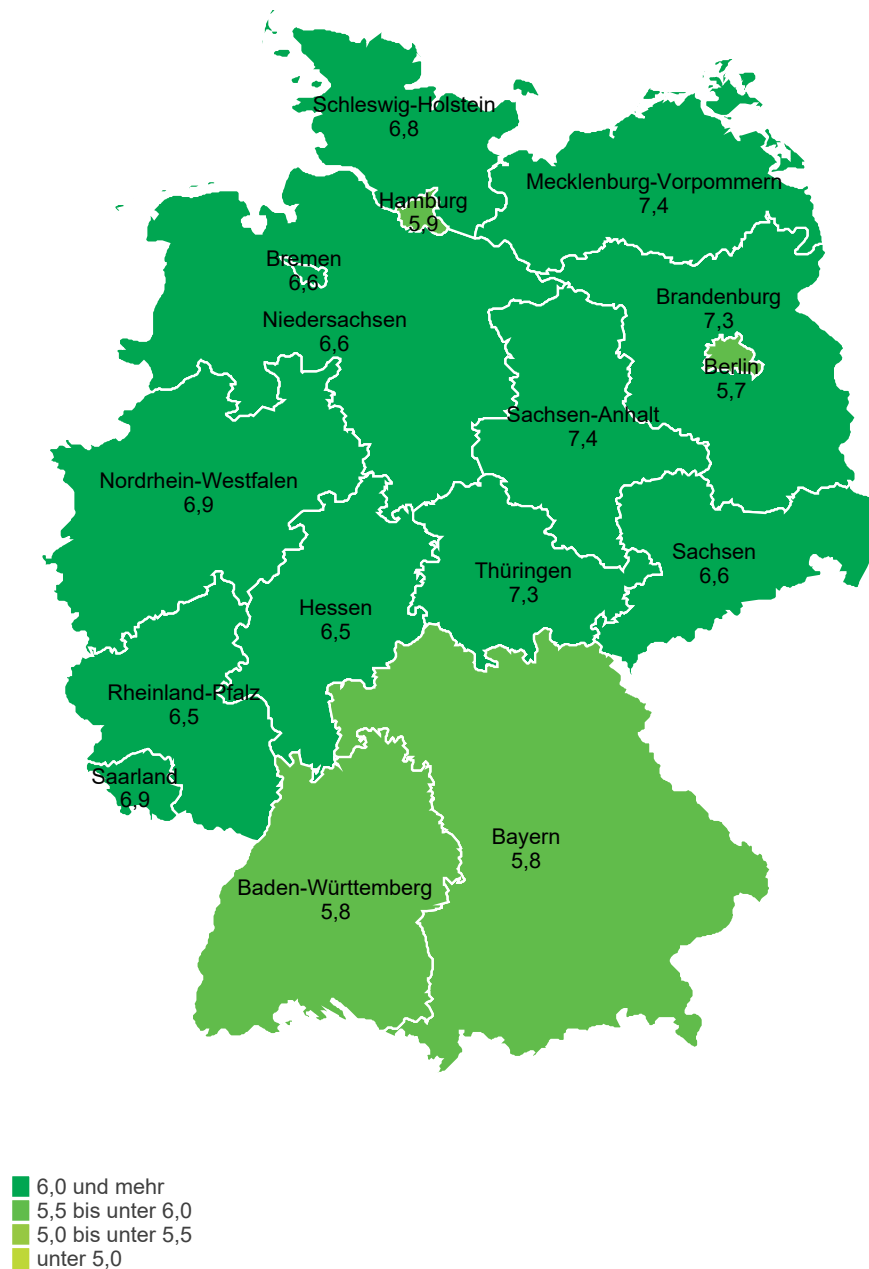 Schleswig-Holstein
6,8
Mecklenburg-Vorpommern
7,4
Hamburg
5,9
Bremen
6,6
Brandenburg
7,3
Niedersachsen
6,6
Berlin
5,7
Sachsen-Anhalt
7,4
Nordrhein-Westfalen
6,9
Sachsen
6,6
Thüringen
7,3
Hessen
6,5
Rheinland-Pfalz
6,5
Saarland
6,9
Bayern
5,8
Baden-Württemberg
5,8
6,0 und mehr
5,5 bis unter 6,0
5,0 bis unter 5,5
unter 5,0